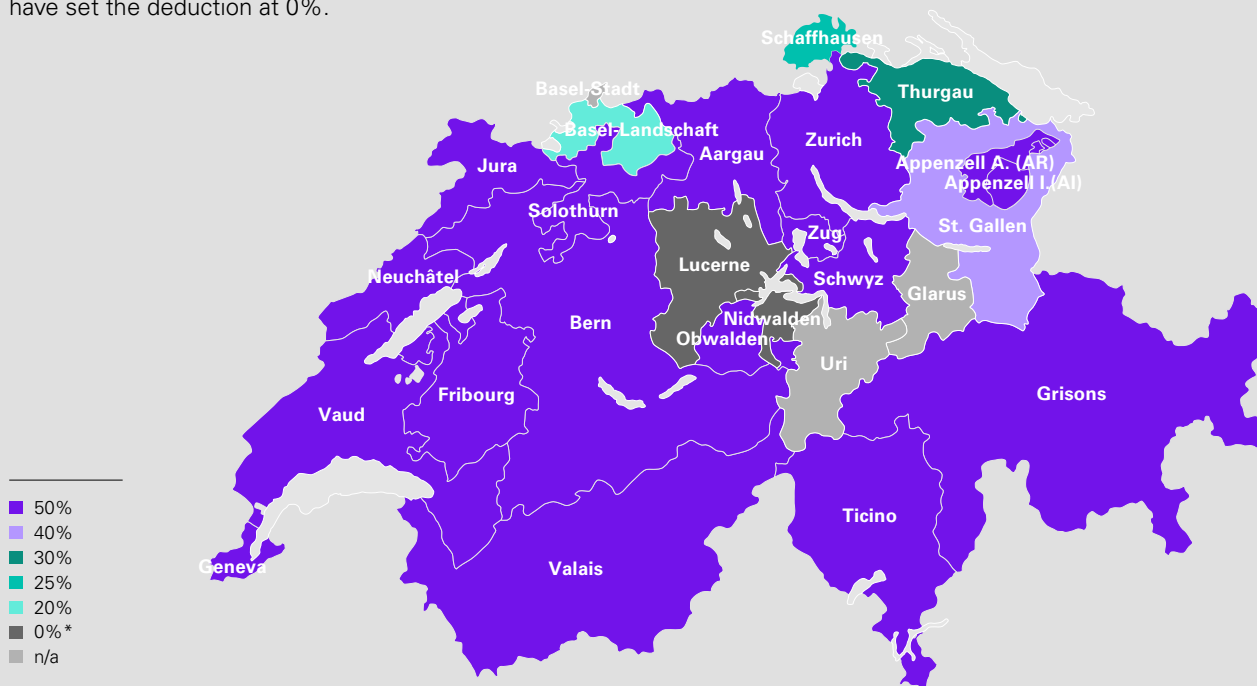 have set the deduction at 0%.
Schaffhausen
Basel-Stadt
Thurgau
Basel-Landschaft
Zurich
Aargau
Jura
Appenzell A. (AR)
Appenzell I.(AI)
Solothurn
St. Gallen
Zug
Lucerne
Neuchâtel
Schwyz
Glarus
Nidwalden
Bern
Obwalden
Uri
Grisons
Fribourg
Vaud
50%
Ticino
40%
30%
Geneva
Valais
25%
20%
0%*
n/a